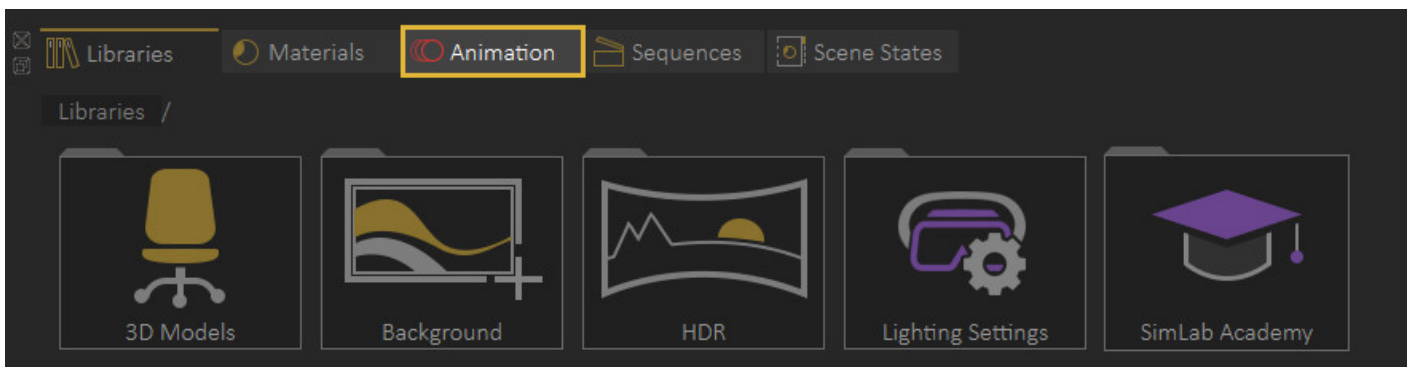 Libraries Materials Animation Sequences Scene States
Libraries /
3D Models Background HDR Lighting Settings SimLab Academy